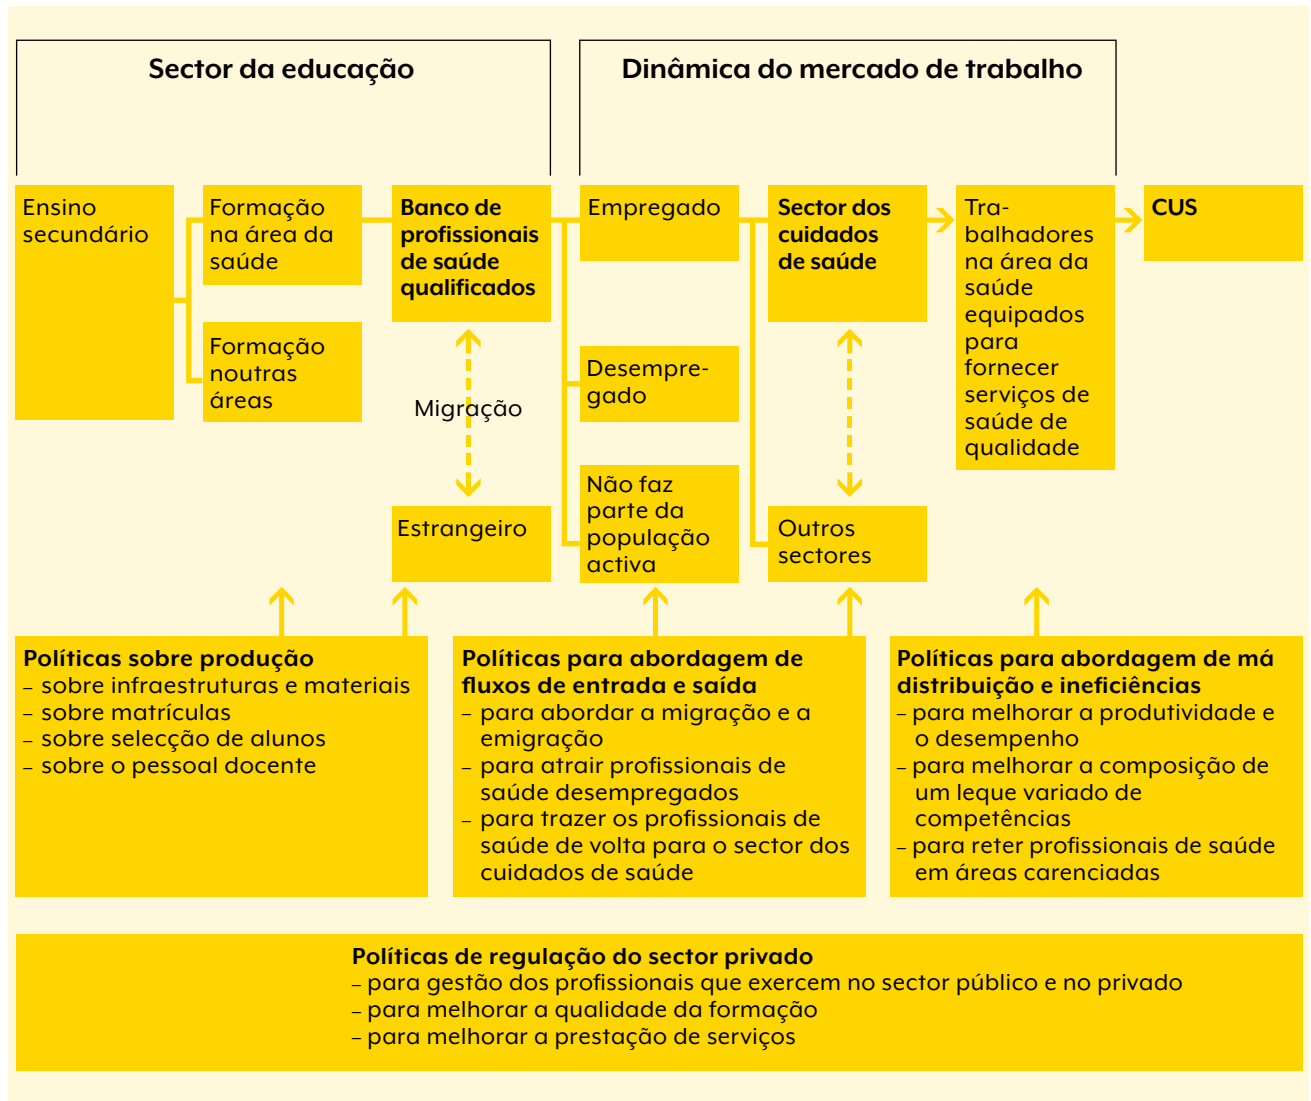 Sector da educação
Dinâmica do mercado de trabalho
Ensino
secundário
Formação
na área da
saúde
Formação
noutras
áreas
Banco de
profissionais
de saúde
qualificados
Migração
Estrangeiro
Empregado
Desempre-
gado
Não faz
parte da
população
activa
Sector dos
cuidados
de saúde
Outros
sectores
Tra-
balhadores
na área da
saúde
equipados
para
fornecer
serviços de
saúde de
qualidade
CUS
Políticas sobre produção
– sobre infraestruturas e materiais
– sobre matrículas
– sobre selecção de alunos
– sobre o pessoal docente
Políticas para abordagem de
fluxos de entrada e saída
– para abordar a migração e a
emigração
– para atrair profissionais de
saúde desempregados
– para trazer os profissionais de
saúde de volta para o sector dos
cuidados de saúde
Políticas para abordagem de má
distribuição e ineficiências
– para melhorar a produtividade e
o desempenho
– para melhorar a composição de
um leque variado de
competências
– para reter profissionais de saúde
em áreas carenciadas
Políticas de regulação do sector privado
– para gestão dos profissionais que exercem no sector público e no privado
– para melhorar a qualidade da formação
– para melhorar a prestação de serviços